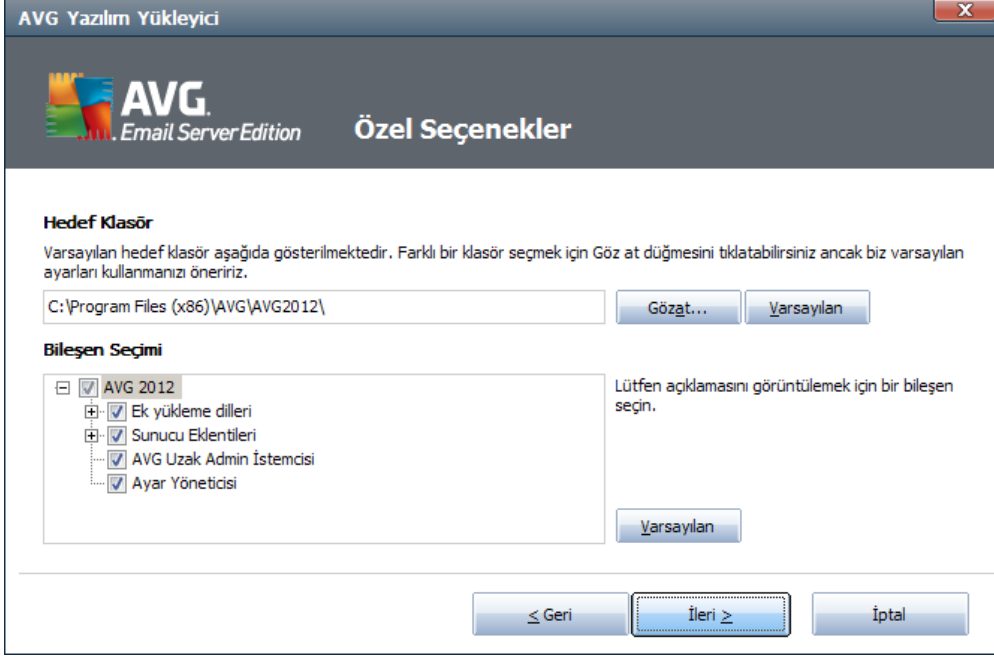 AVG Yazılım Yükleyici
AVG.
Email Server Edition
Özel Seçenekler
Hedef Klasör
Varsayılan hedef klasör aşağıda gösterilmektedir. Farklı bir klasör seçmek için Göz at düğmesini tıklatabilirsiniz ancak biz varsayılan
ayarları kullanmanızı öneririz.
C:\Program Files (x86)\AVG\AVG2012\
Gözat...
Varsayılan
Bileşen Seçimi
AVG 2012
Ek yükleme dilleri
Sunucu Eklentileri
AVG Uzak Admin İstemcisi
Ayar Yöneticisi
Lütfen açıklamasını görüntülemek için bir bileşen
seçin.
Varsayılan
< Geri
İleri >
İptal